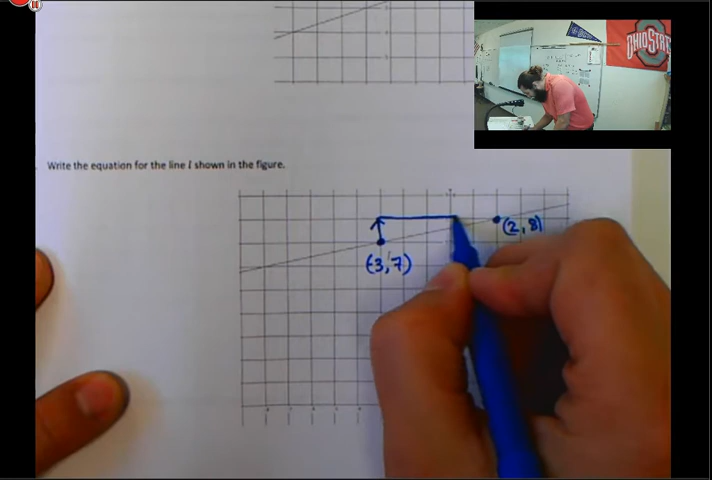 OHIO STATE
Write the equation for the line l shown in the figure.
(2,8)
(-3,7)